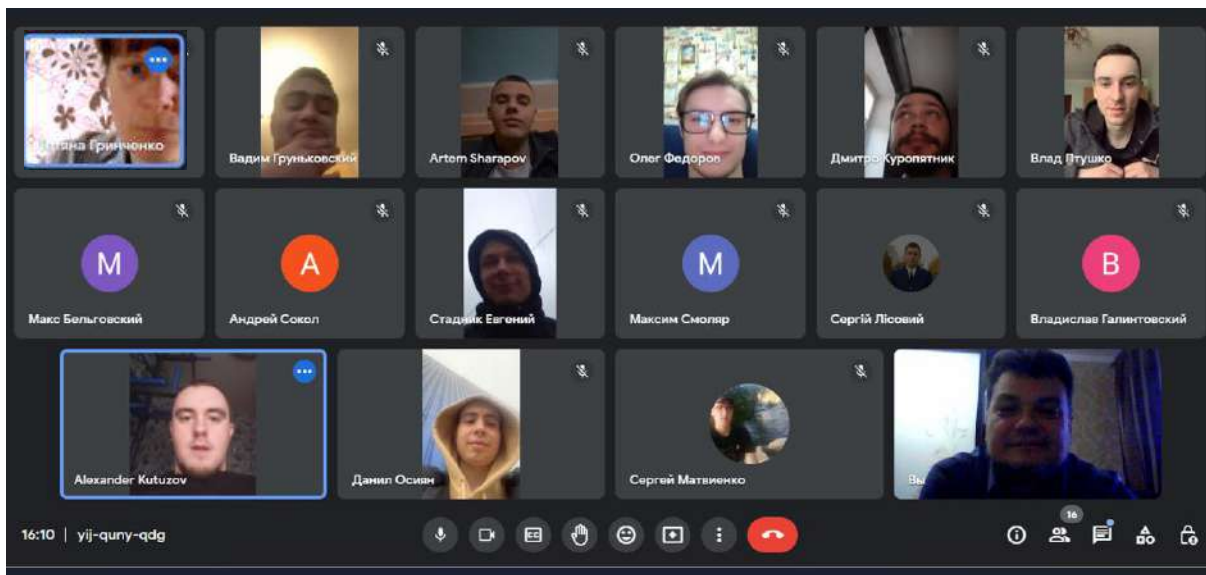 Гринченко
Вадим Груньковский
Artem Sharapov
Олег Федоров
Дмитро Куропятник
Влад Птушко
M
A
M
B
Макс Бельговский
Андрей Сокол
Стадник Евгений
Максим Смоляр
Сергій Лісовий
Владислав Галинтовский
Alexander Kutuzov
Данил Осиян
Сергей Матвиенко
Вы
16
16:10 | yij-quny-qdg
CC